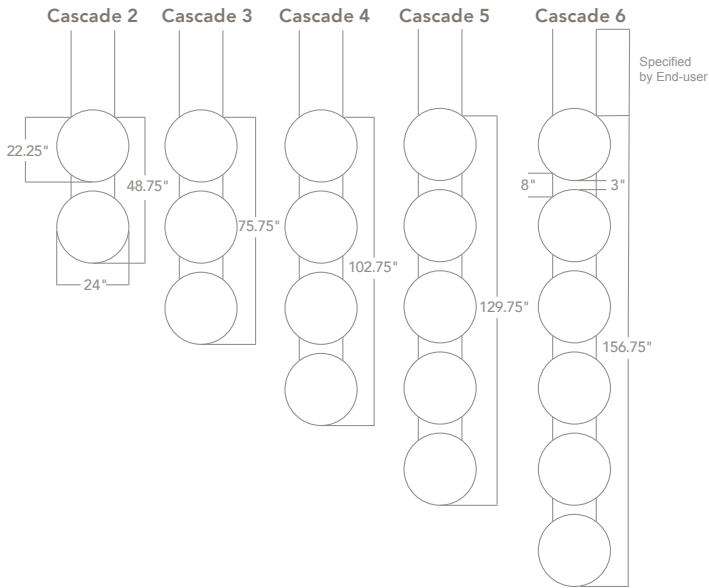 Cascade 2
Cascade 3
Cascade 4
Cascade 5
Cascade 6
Specified
by End-user
22.25"
48.75"
24"
75.75"
102.75"
129.75"
8"
3"
156.75"